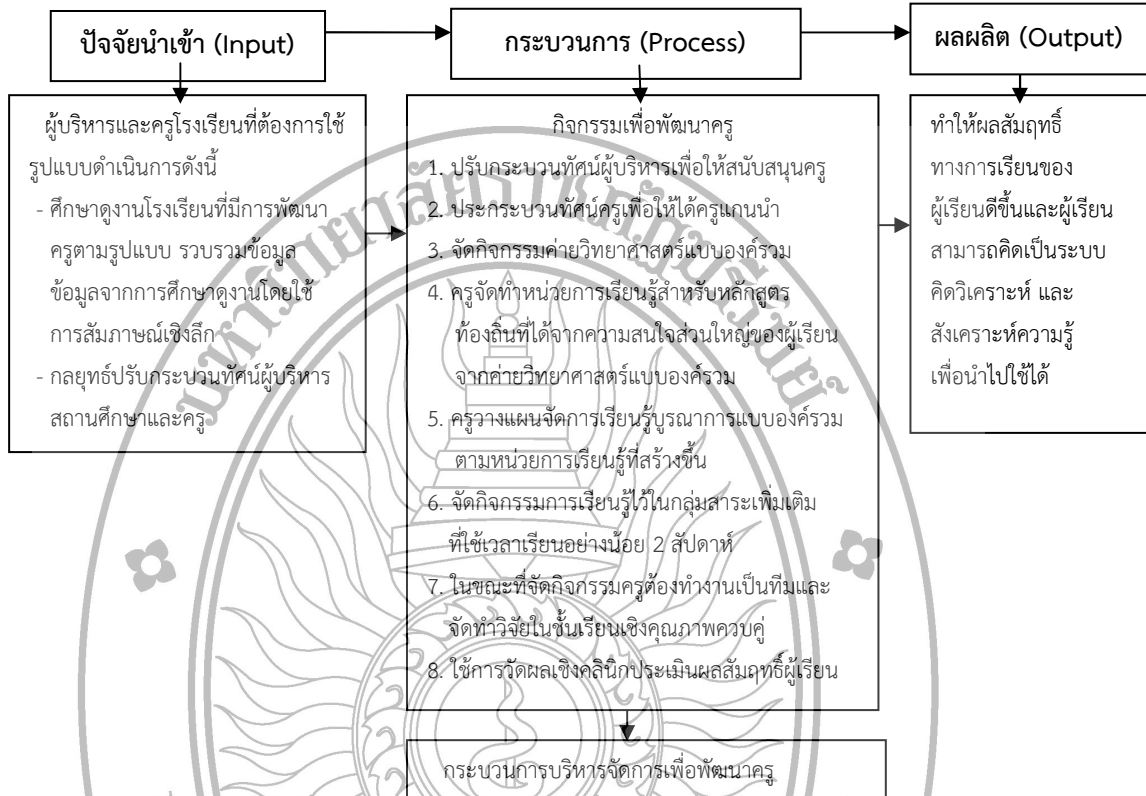 ปัจจัยนำเข้า (Input)
กระบวนการ (Process)
ผลผลิต (Output)
ผู้บริหารและครูโรงเรียนที่ต้องการใช้
รูปแบบดำเนินการดังนี้
- ศึกษาดูงานโรงเรียนที่มีการพัฒนา
ครูตามรูปแบบ รวบรวมข้อมูล
ข้อมูลจากการศึกษาดูงานโดยใช้
การสัมภาษณ์เชิงลึก
- กลยุทธ์ปรับกระบวนทัศน์ผู้บริหาร
สถานศึกษาและครู
กิจกรรมเพื่อพัฒนาครู
1. ปรับกระบวนทัศน์ผู้บริหารเพื่อให้สนับสนุนครู
2. ประกระบวนทัศน์ครูเพื่อให้ได้ครูแกนนำ
3. จัดกิจกรรมค่ายวิทยาศาสตร์แบบองค์รวม
4. ครูจัดทำหน่วยการเรียนรู้สำหรับหลักสูตร
ท้องถิ่นที่ได้จากความสนใจส่วนใหญ่ของผู้เรียน
จากค่ายวิทยาศาสตร์แบบองค์รวม
5. ครูวางแผนจัดการเรียนรู้บูรณาการแบบองค์รวม
ตามหน่วยการเรียนรู้ที่สร้างขึ้น
6. จัดกิจกรรมการเรียนรู้ไว้ในกลุ่มสาระเพิ่มเติม
ที่ใช้เวลาเรียนอย่างน้อย 2 สัปดาห์
7. ในขณะที่จัดกิจกรรมครูต้องทำงานเป็นทีมและ
จัดทำวิจัยในชั้นเรียนเชิงคุณภาพควบคู่
8. ใช้การวัดผลเชิงคลินิกประเมินผลสัมฤทธิ์ผู้เรียน
ทำให้ผลสัมฤทธิ์
ทางการเรียนของ
ผู้เรียนดีขึ้นและผู้เรียน
สามารถคิดเป็นระบบ
คิดวิเคราะห์ และ
สังเคราะห์ความรู้
เพื่อนำไปใช้ได้
กระบวนการบริหารจัดการเพื่อพัฒนาครู
มหาวิทยาลัยราชภัฏบุรีรัมย์